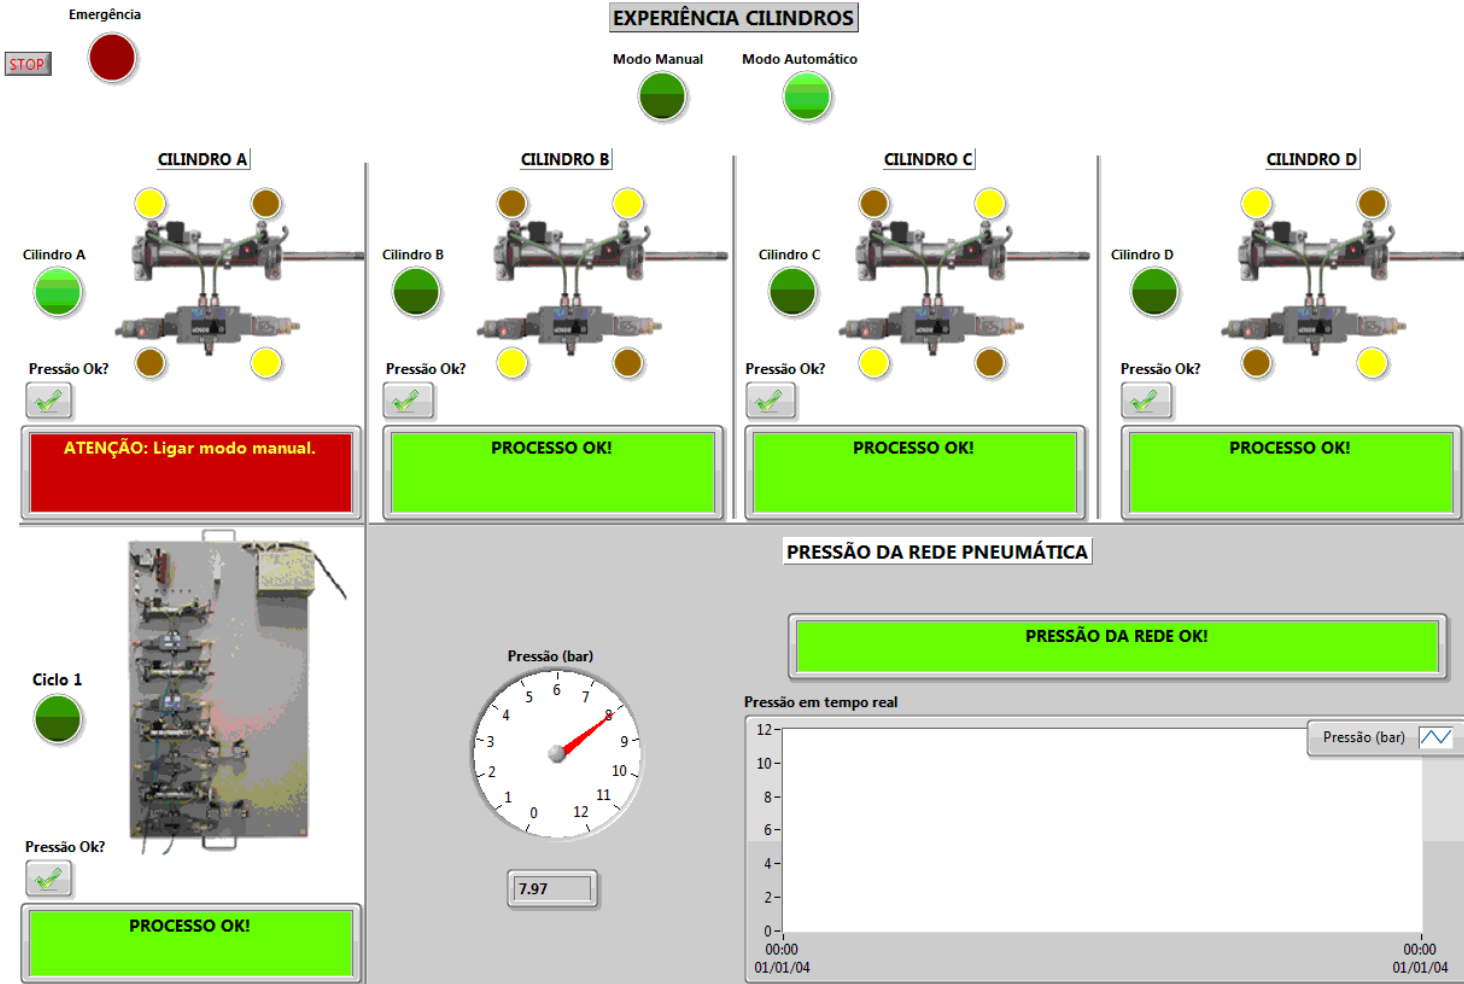 Emergência
EXPERIÊNCIA CILINDROS
STOP
Modo Manual
Modo Automático
CILINDRO A
CILINDRO B
CILINDRO C
CILINDRO D
Cilindro A
Cilindro B
Cilindro C
Cilindro D
Pressão Ok?
Pressão Ok?
Pressão Ok?
Pressão Ok?
ATENÇÃO: Ligar modo manual.
PROCESSO OK!
PROCESSO OK!
PROCESSO OK!
PRESSÃO DA REDE PNEUMÁTICA
PRESSÃO DA REDE OK!
Ciclo 1
Pressão (bar)
0
1
2
3
4
5
6
7
8
9
10
11
12
7.97
Pressão em tempo real
Pressão (bar)
12
10
8
6
4
2
0
00:00
01/01/04
00:00
01/01/04
Pressão Ok?
PROCESSO OK!